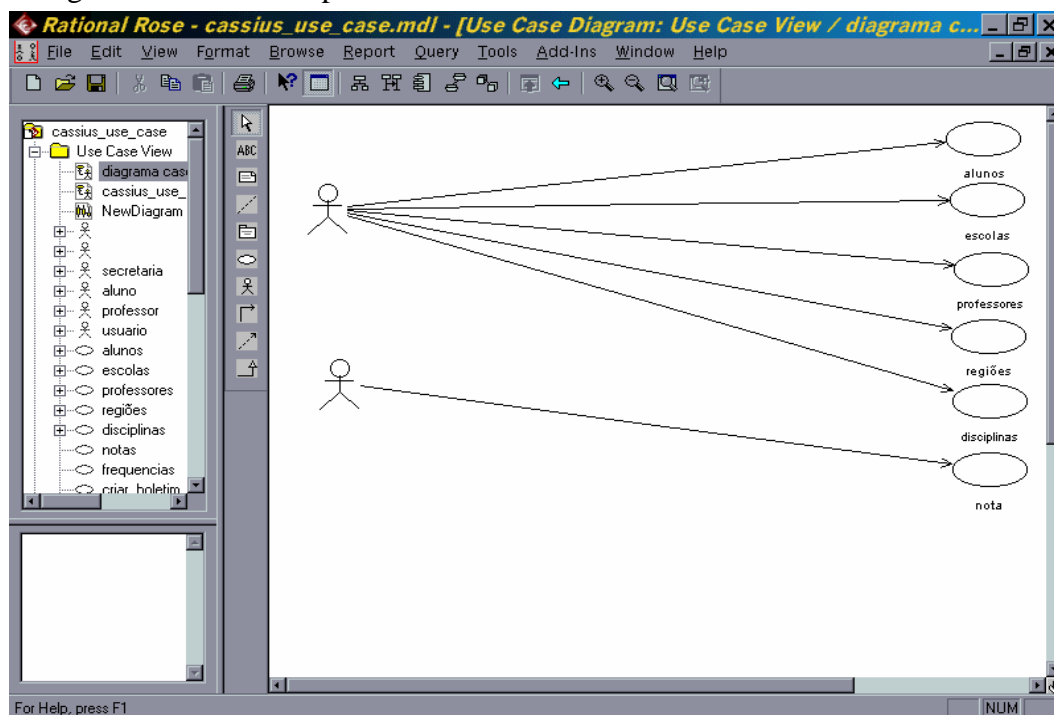 Rational Rose - cassius_use_case.mdl - [Use Case Diagram: Use Case View / diagrama c...
File Edit View Format Browse Report Query Tools Add-Ins Window Help
ABC
cassius_use_case
Use Case View
diagrama cas
cassius_use_
NewDiagram
secretaria
aluno
professor
usuario
alunos
escolas
professores
regiões
disciplinas
notas
frequencias
criar_boletim
alunos
escolas
professores
regiões
disciplinas
nota
For Help, press F1
NUM